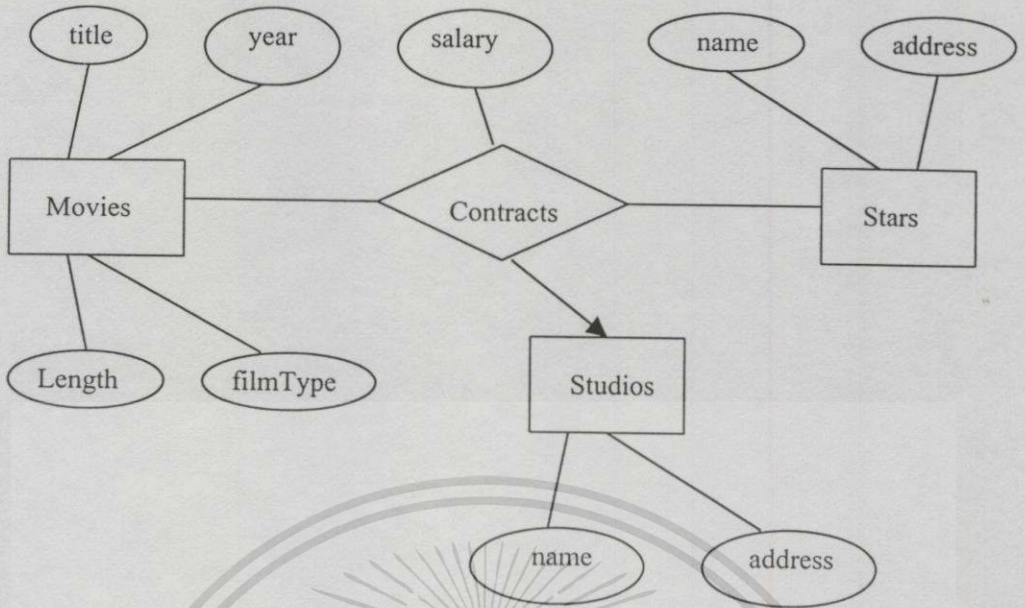 title
year
salary
name
address
Movies
Contracts
Stars
Length
filmType
Studios
name
address